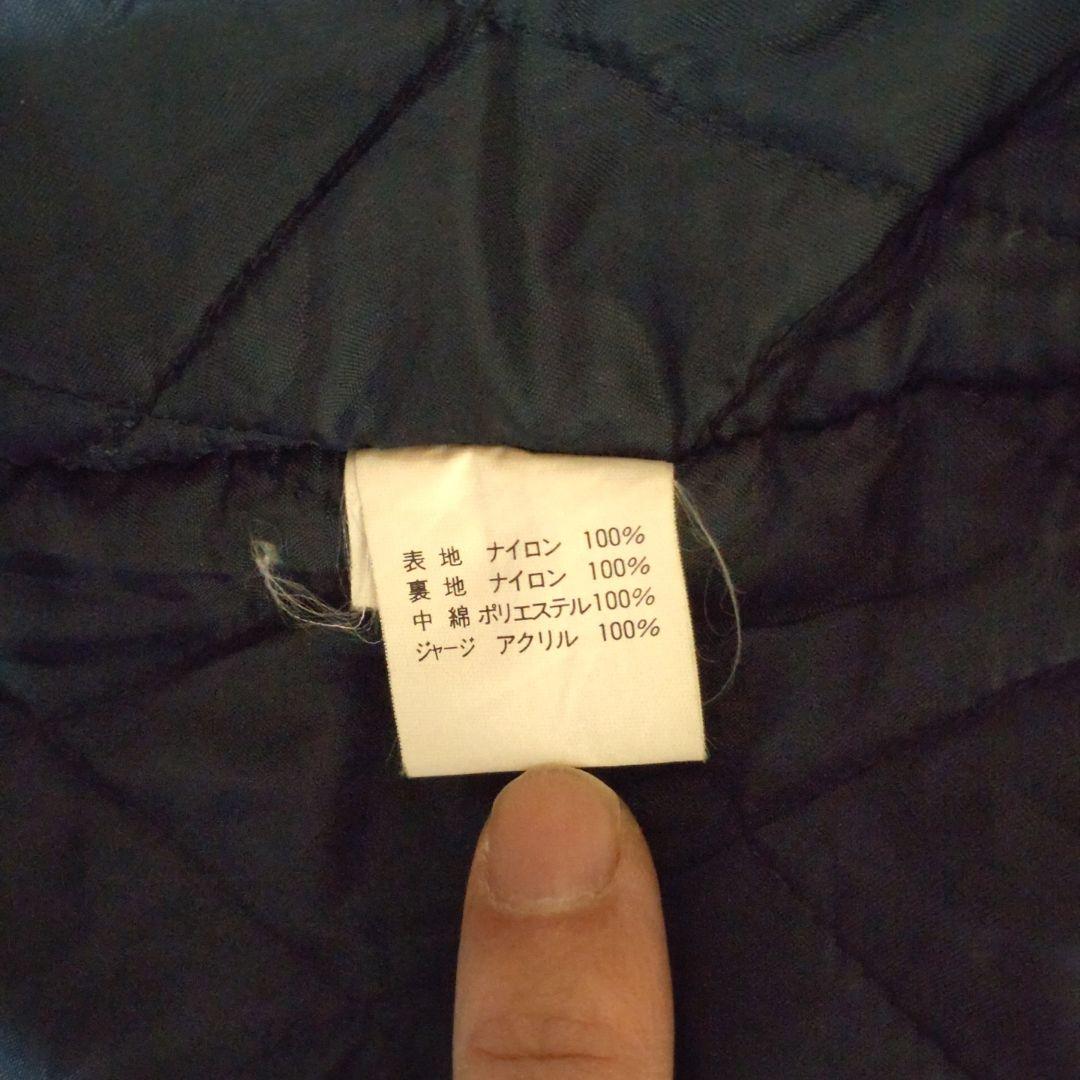 表地 ナイロン 100%
裏地 ナイロン 100%
中綿 ポリエステル100%
ジャージ アクリル 100%